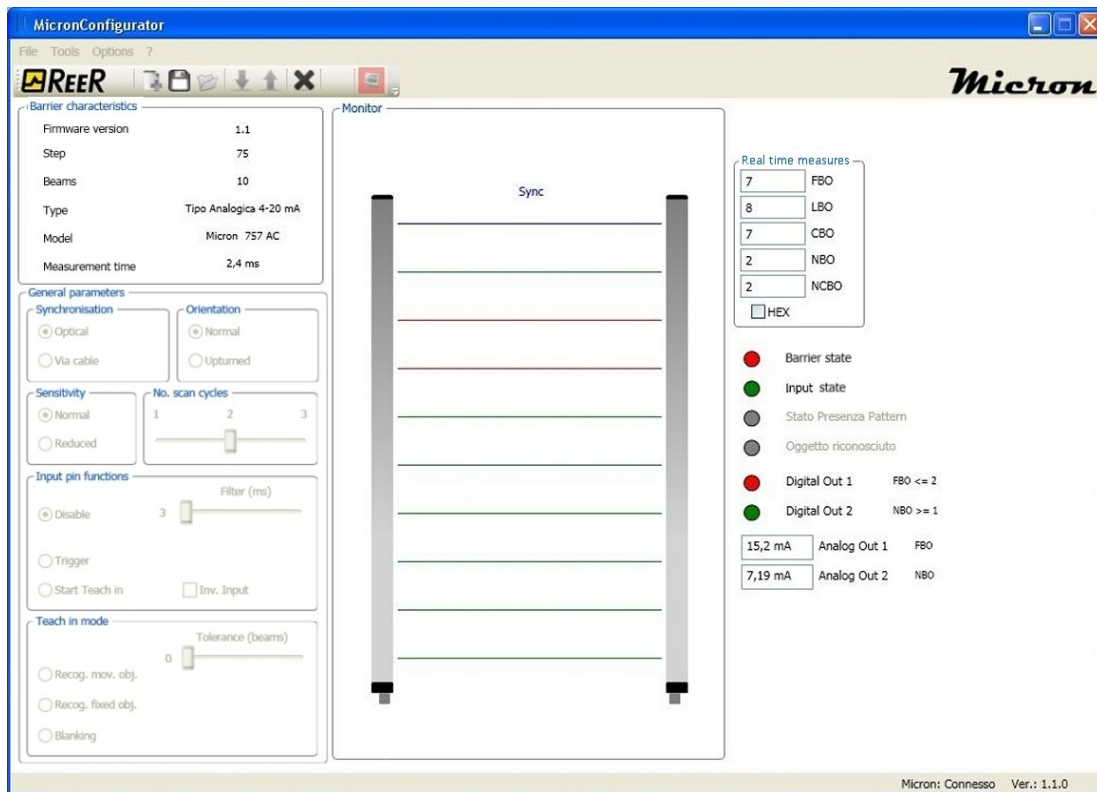 MicronConfigurator
File Tools Options ?
REER
Micron
Barrier characteristics
Firmware version 1.1
Step 75
Beams 10
Type Tipo Analogica 4-20 mA
Model Micron 757 AC
Measurement time 2,4 ms
General parameters
Synchronisation
Optical
Via cable
Orientation
Normal
Upturned
Sensitivity
Normal
Reduced
No. scan cycles
1 2 3
Input pin functions
Filter (ms)
Disable 3
Trigger
Start Teach in Inv. Input
Teach in mode
Tolerance (beams)
0
Recog. mov. obj.
Recog. fixed obj.
Blanking
Monitor
Sync
Real time measures
7 FBO
8 LBO
7 CBO
2 NBO
2 NCBO
HEX
Barrier state
Input state
Stato Presenza Pattern
Oggetto riconosciuto
Digital Out 1 FBO <= 2
Digital Out 2 NBO >= 1
15,2 mA Analog Out 1 FBO
7,19 mA Analog Out 2 NBO
Micron: Connesso Ver.: 1.1.0